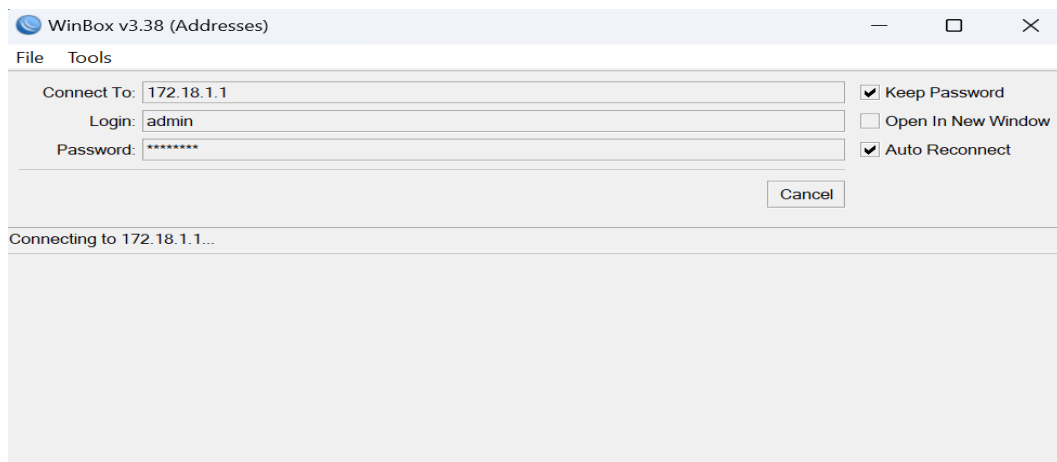 WinBox v3.38 (Addresses)
File Tools
Connect To: 172.18.1.1 Keep Password
Login: admin Open In New Window
Password: ******** Auto Reconnect
Cancel
Connecting to 172.18.1.1...